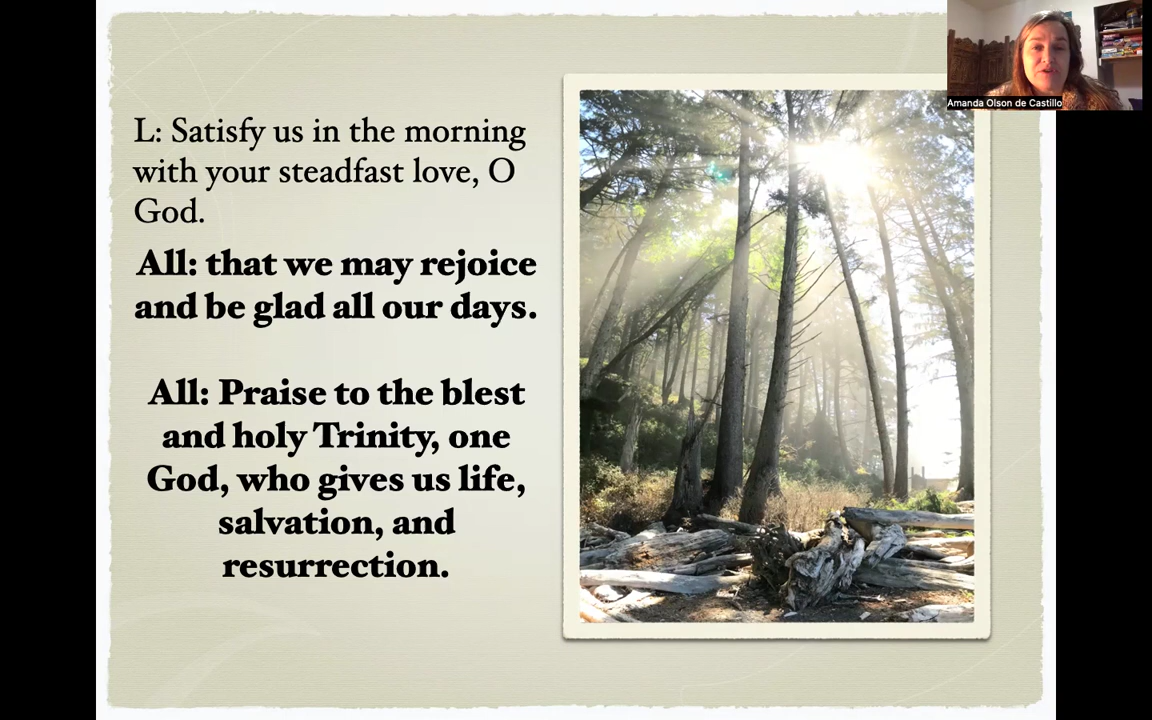 L: Satisfy us in the morning
with your steadfast love, O
God.
All: that we may rejoice
and be glad all our days.
All: Praise to the blest
and holy Trinity, one
God, who gives us life,
salvation, and
resurrection.
Amanda Olson de Castillo